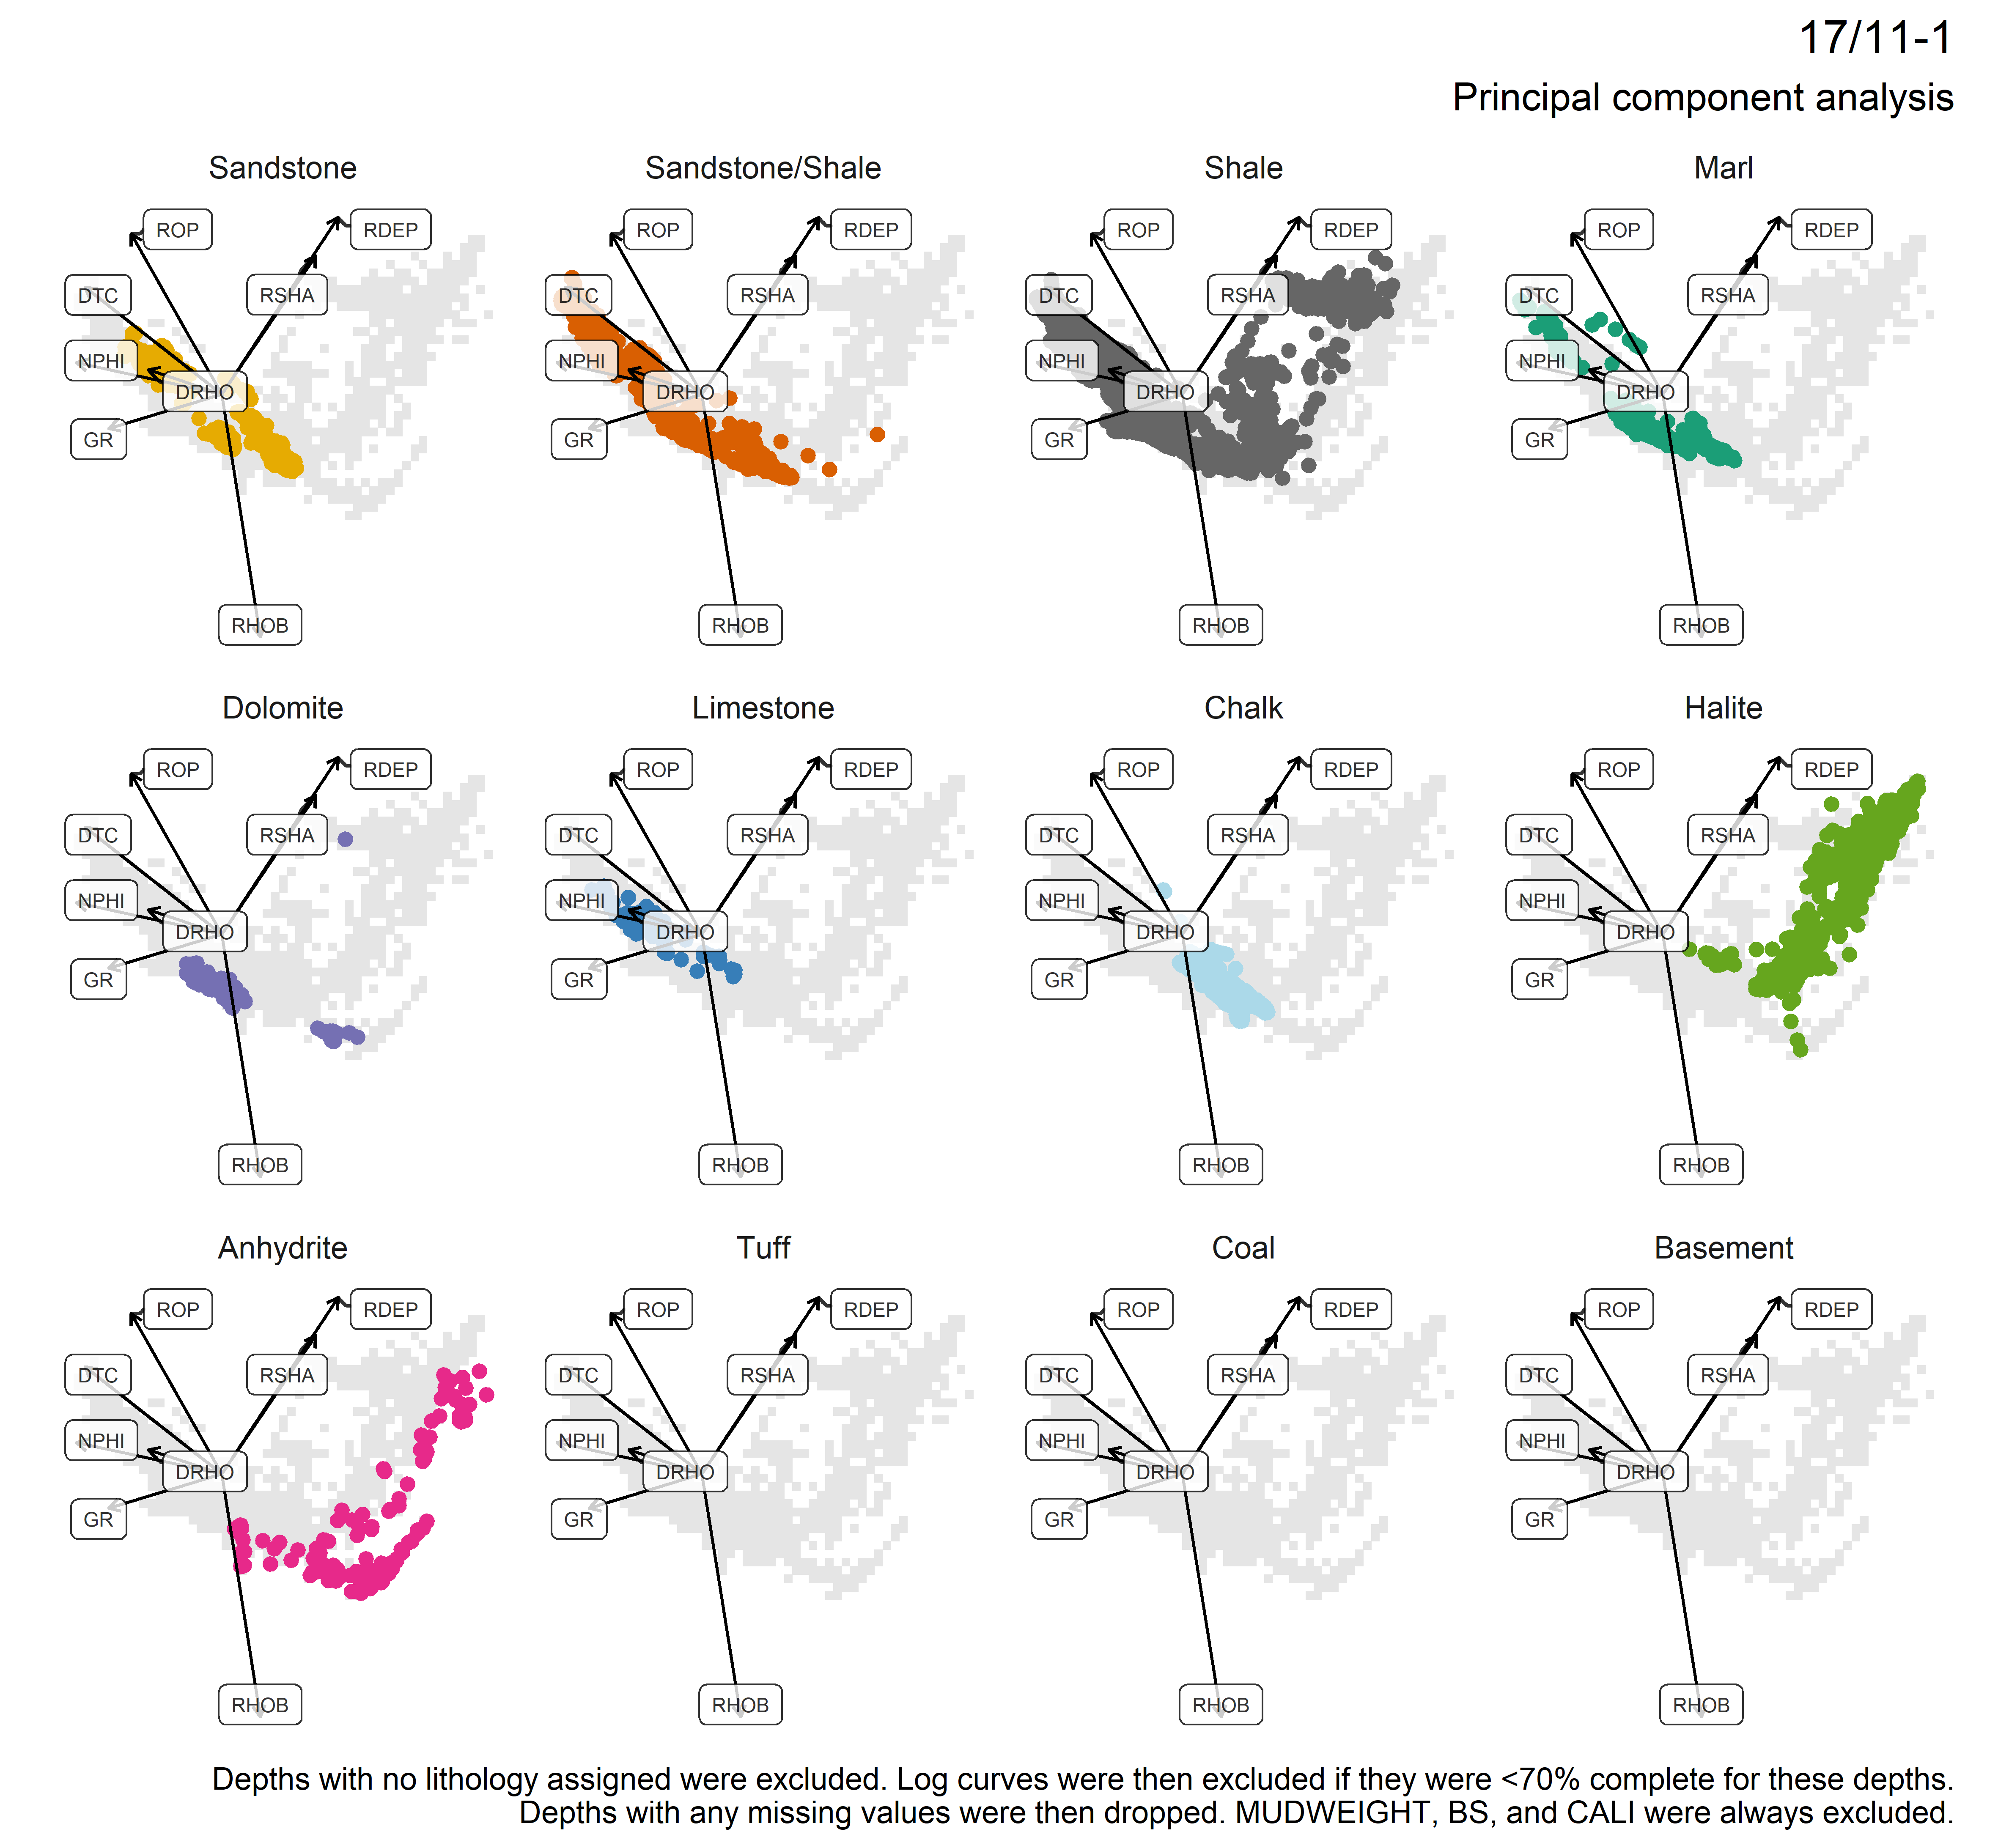 17/11-1
Principal component analysis
Sandstone
Sandstone/Shale
Shale
Marl
ROP
RDEP
DTC
RSHA
NPHI
DRHO
GR
RHOB
ROP
RDEP
DTC
RSHA
NPHI
DRHO
GR
RHOB
ROP
RDEP
DTC
RSHA
NPHI
DRHO
GR
RHOB
ROP
RDEP
DTC
RSHA
NPHI
DRHO
GR
RHOB
Dolomite
Limestone
Chalk
Halite
ROP
RDEP
DTC
RSHA
NPHI
DRHO
GR
RHOB
ROP
RDEP
DTC
RSHA
NPHI
DRHO
GR
RHOB
ROP
RDEP
DTC
RSHA
NPHI
DRHO
GR
RHOB
ROP
RDEP
DTC
RSHA
NPHI
DRHO
GR
RHOB
Anhydrite
Tuff
Coal
Basement
ROP
RDEP
DTC
RSHA
NPHI
DRHO
GR
RHOB
ROP
RDEP
DTC
RSHA
NPHI
DRHO
GR
RHOB
ROP
RDEP
DTC
RSHA
NPHI
DRHO
GR
RHOB
ROP
RDEP
DTC
RSHA
NPHI
DRHO
GR
RHOB
Depths with no lithology assigned were excluded. Log curves were then excluded if they were <70% complete for these depths.
Depths with any missing values were then dropped. MUDWEIGHT, BS, and CALI were always excluded.